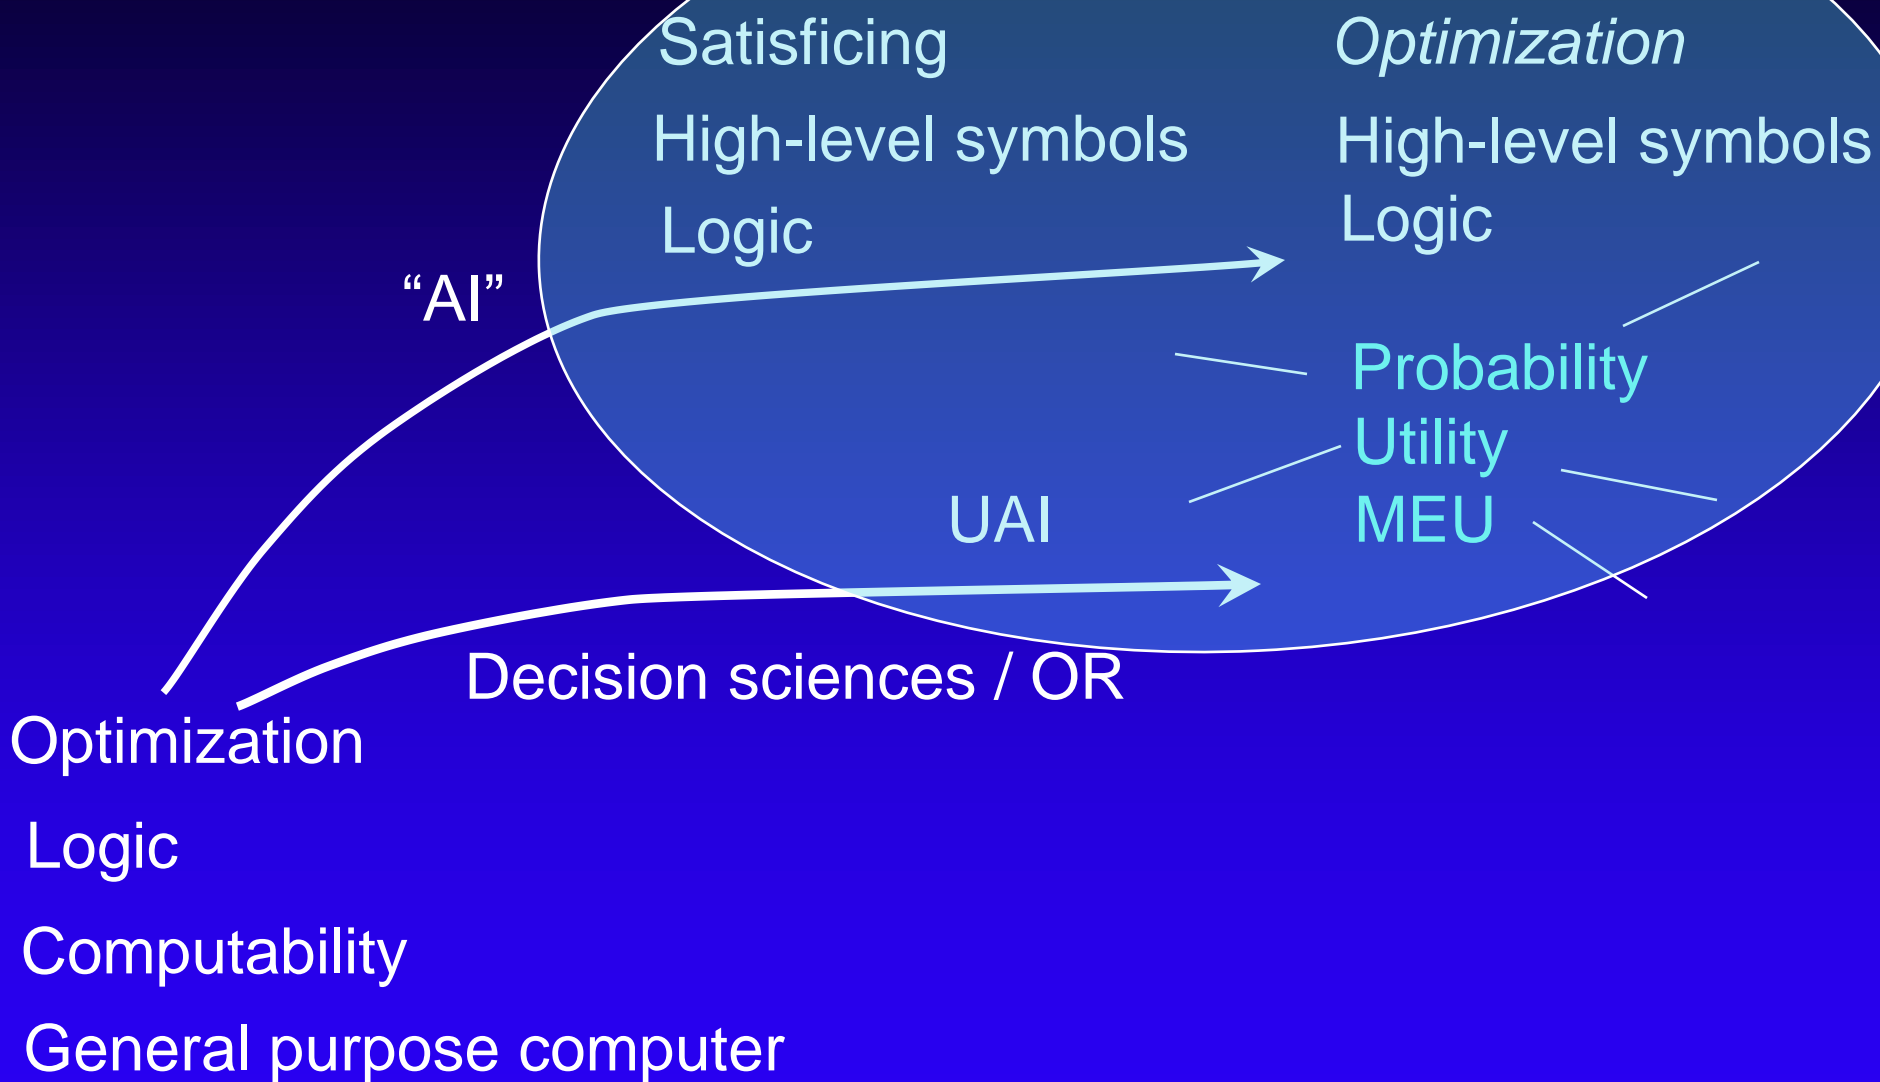 Satisficing
Optimization
High-level symbols
High-level symbols
Logic
Logic
“AI”
Probability
Utility
UAI
MEU
Decision sciences / OR
Optimization
Logic
Computability
General purpose computer